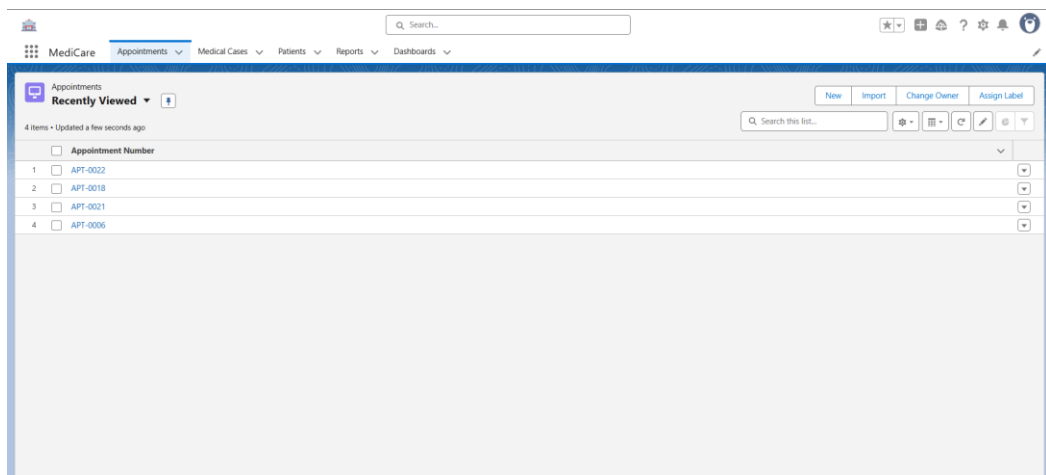 Search...
MediCare Appointments Medical Cases Patients Reports Dashboards
Appointments
Recently Viewed
New Import Change Owner Assign Label
4 items • Updated a few seconds ago
Search this list...
Appointment Number
1 APT-0022
2 APT-0018
3 APT-0021
4 APT-0006